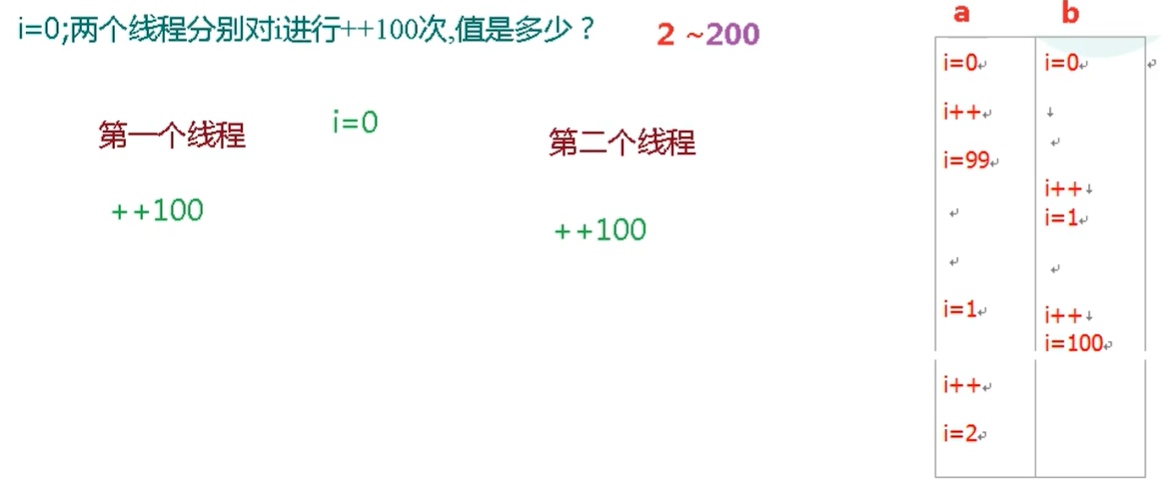 i=0;两个线程分别对i进行++100次,值是多少？ 2 ~200
第一个线程
i=0
第二个线程
++100
++100
a b
i=0 i=0
i++
i=99
i++
i=1
i=1
i++
i=100
i++
i=2